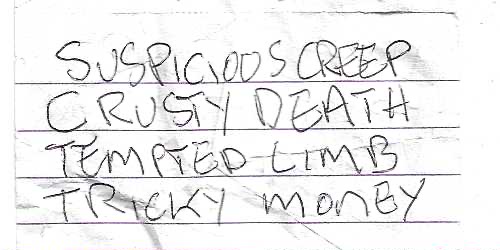 SUSPICIOUS CREEP
CRUSTY DEATH
TEMPTED LIMB
TRICKY MONEY